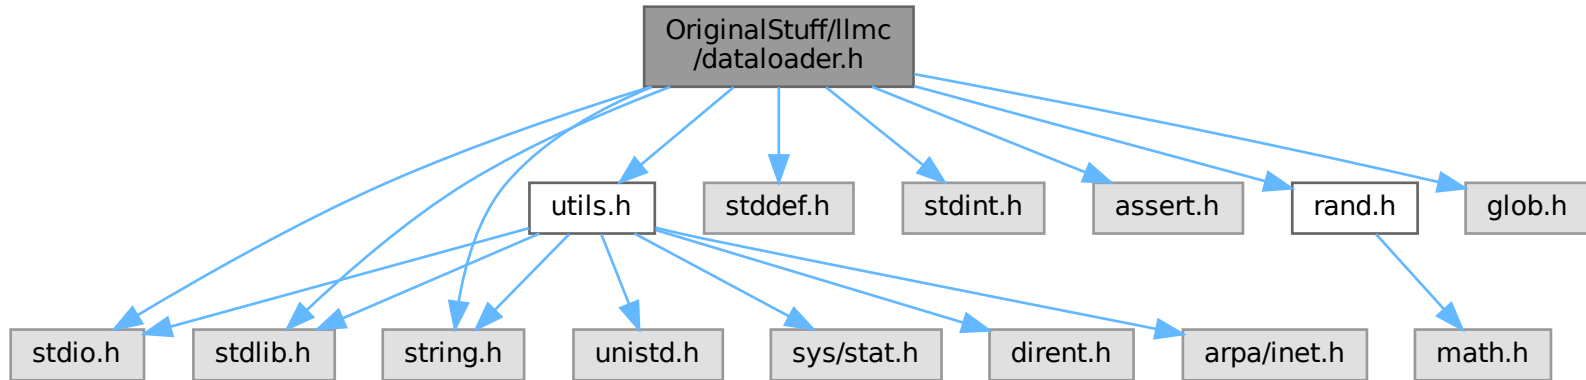 OriginalStuff/llmc
/dataloader.h
utils.h
stddef.h
stdint.h
assert.h
rand.h
glob.h
stdio.h
stdlib.h
string.h
unistd.h
sys/stat.h
dirent.h
arpa/inet.h
math.h